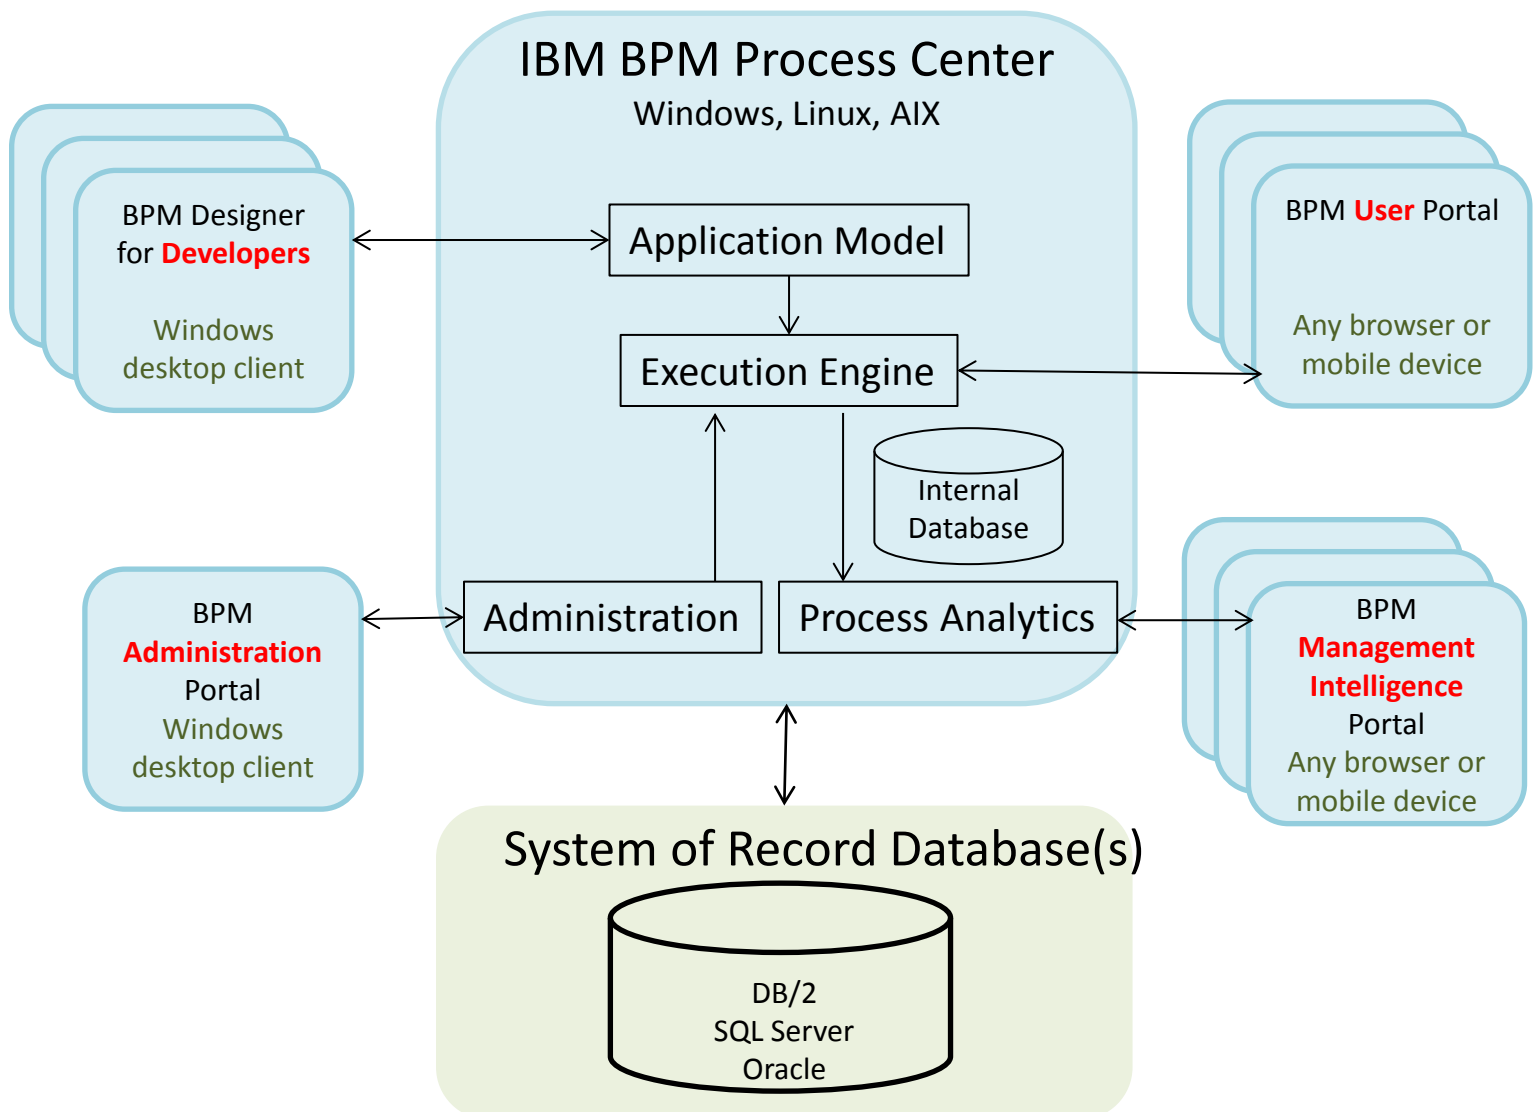 IBM BPM Process Center
Windows, Linux, AIX
BPM Designer
for Developers
Windows
desktop client
Application Model
Execution Engine
Internal
Database
Administration
Process Analytics
BPM User Portal
Any browser or
mobile device
BPM
Administration
Portal
Windows
desktop client
BPM
Management
Intelligence
Portal
Any browser or
mobile device
System of Record Database(s)
DB/2
SQL Server
Oracle